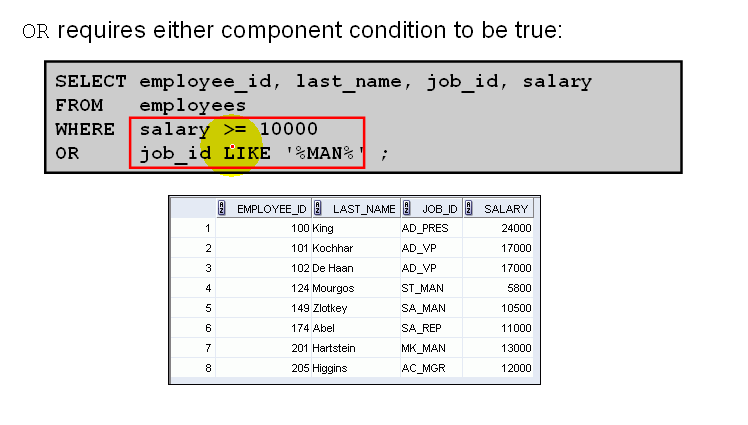 OR requires either component condition to be true:
SELECT employee_id, last_name, job_id, salary
FROM employees
WHERE salary >= 10000
OR job_id LIKE '%MAN%' ;
EMPLOYEE_ID LAST_NAME JOB_ID SALARY
1 100 King AD_PRES 24000
2 101 Kochhar AD_VP 17000
3 102 De Haan AD_VP 17000
4 124 Mourgos ST_MAN 5800
5 149 Zlotkey SA_MAN 10500
6 174 Abel SA_REP 11000
7 201 Hartstein MK_MAN 13000
8 205 Higgins AC_MGR 12000